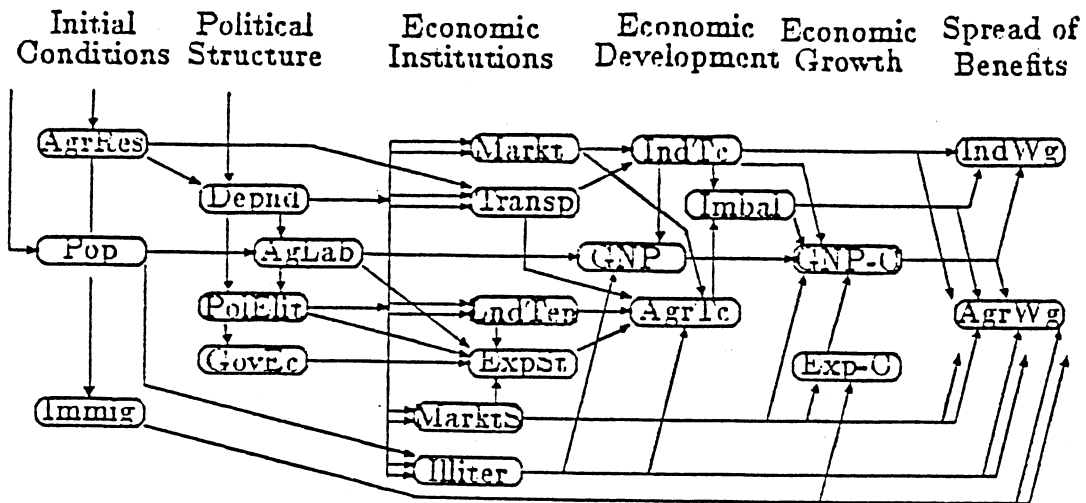 Initial
Conditions
Political
Structure
Economic
Institutions
Economic
Development
Economic
Growth
Spread of
Benefits
AgrRes
Markt
IndTc
IndWg
Depnd
Transp
Imbal
Pop
AgLab
GNP
GNP-C
PolElit
LndTen
AgrTc
AgrWg
GovEc
ExpSt
Exp-C
Immig
MarktS
Illiter